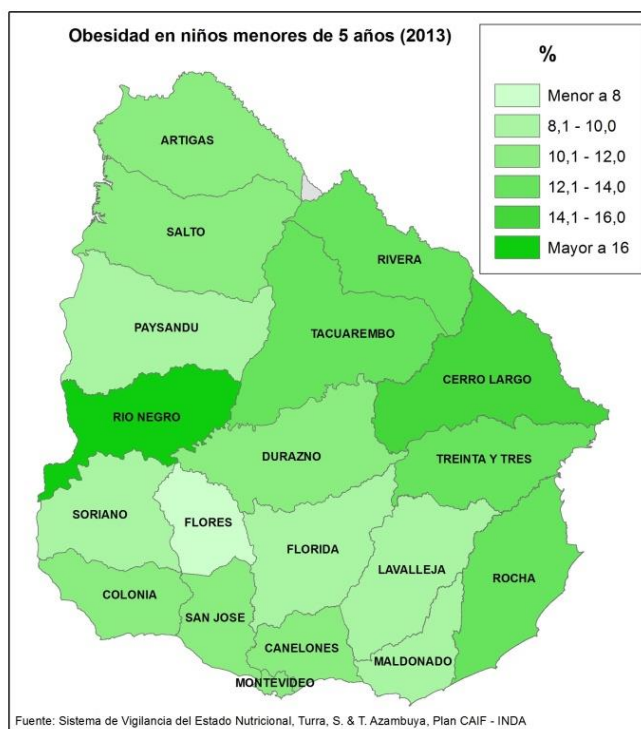 Obesidad en niños menores de 5 años (2013)
%
Menor a 8
8,1 - 10,0
10,1 - 12,0
12,1 - 14,0
14,1 - 16,0
Mayor a 16
ARTIGAS
SALTO
RIVERA
PAYSANDU
TACUAREMBO
CERRO LARGO
RIO NEGRO
DURAZNO
TREINTA Y TRES
SORIANO
FLORES
FLORIDA
LAVALLEJA
ROCHA
COLONIA
SAN JOSE
CANELONES
MALDONADO
MONTEVIDEO
Fuente: Sistema de Vigilancia del Estado Nutricional, Turra, S. & T. Azambuya, Plan CAIF - INDA